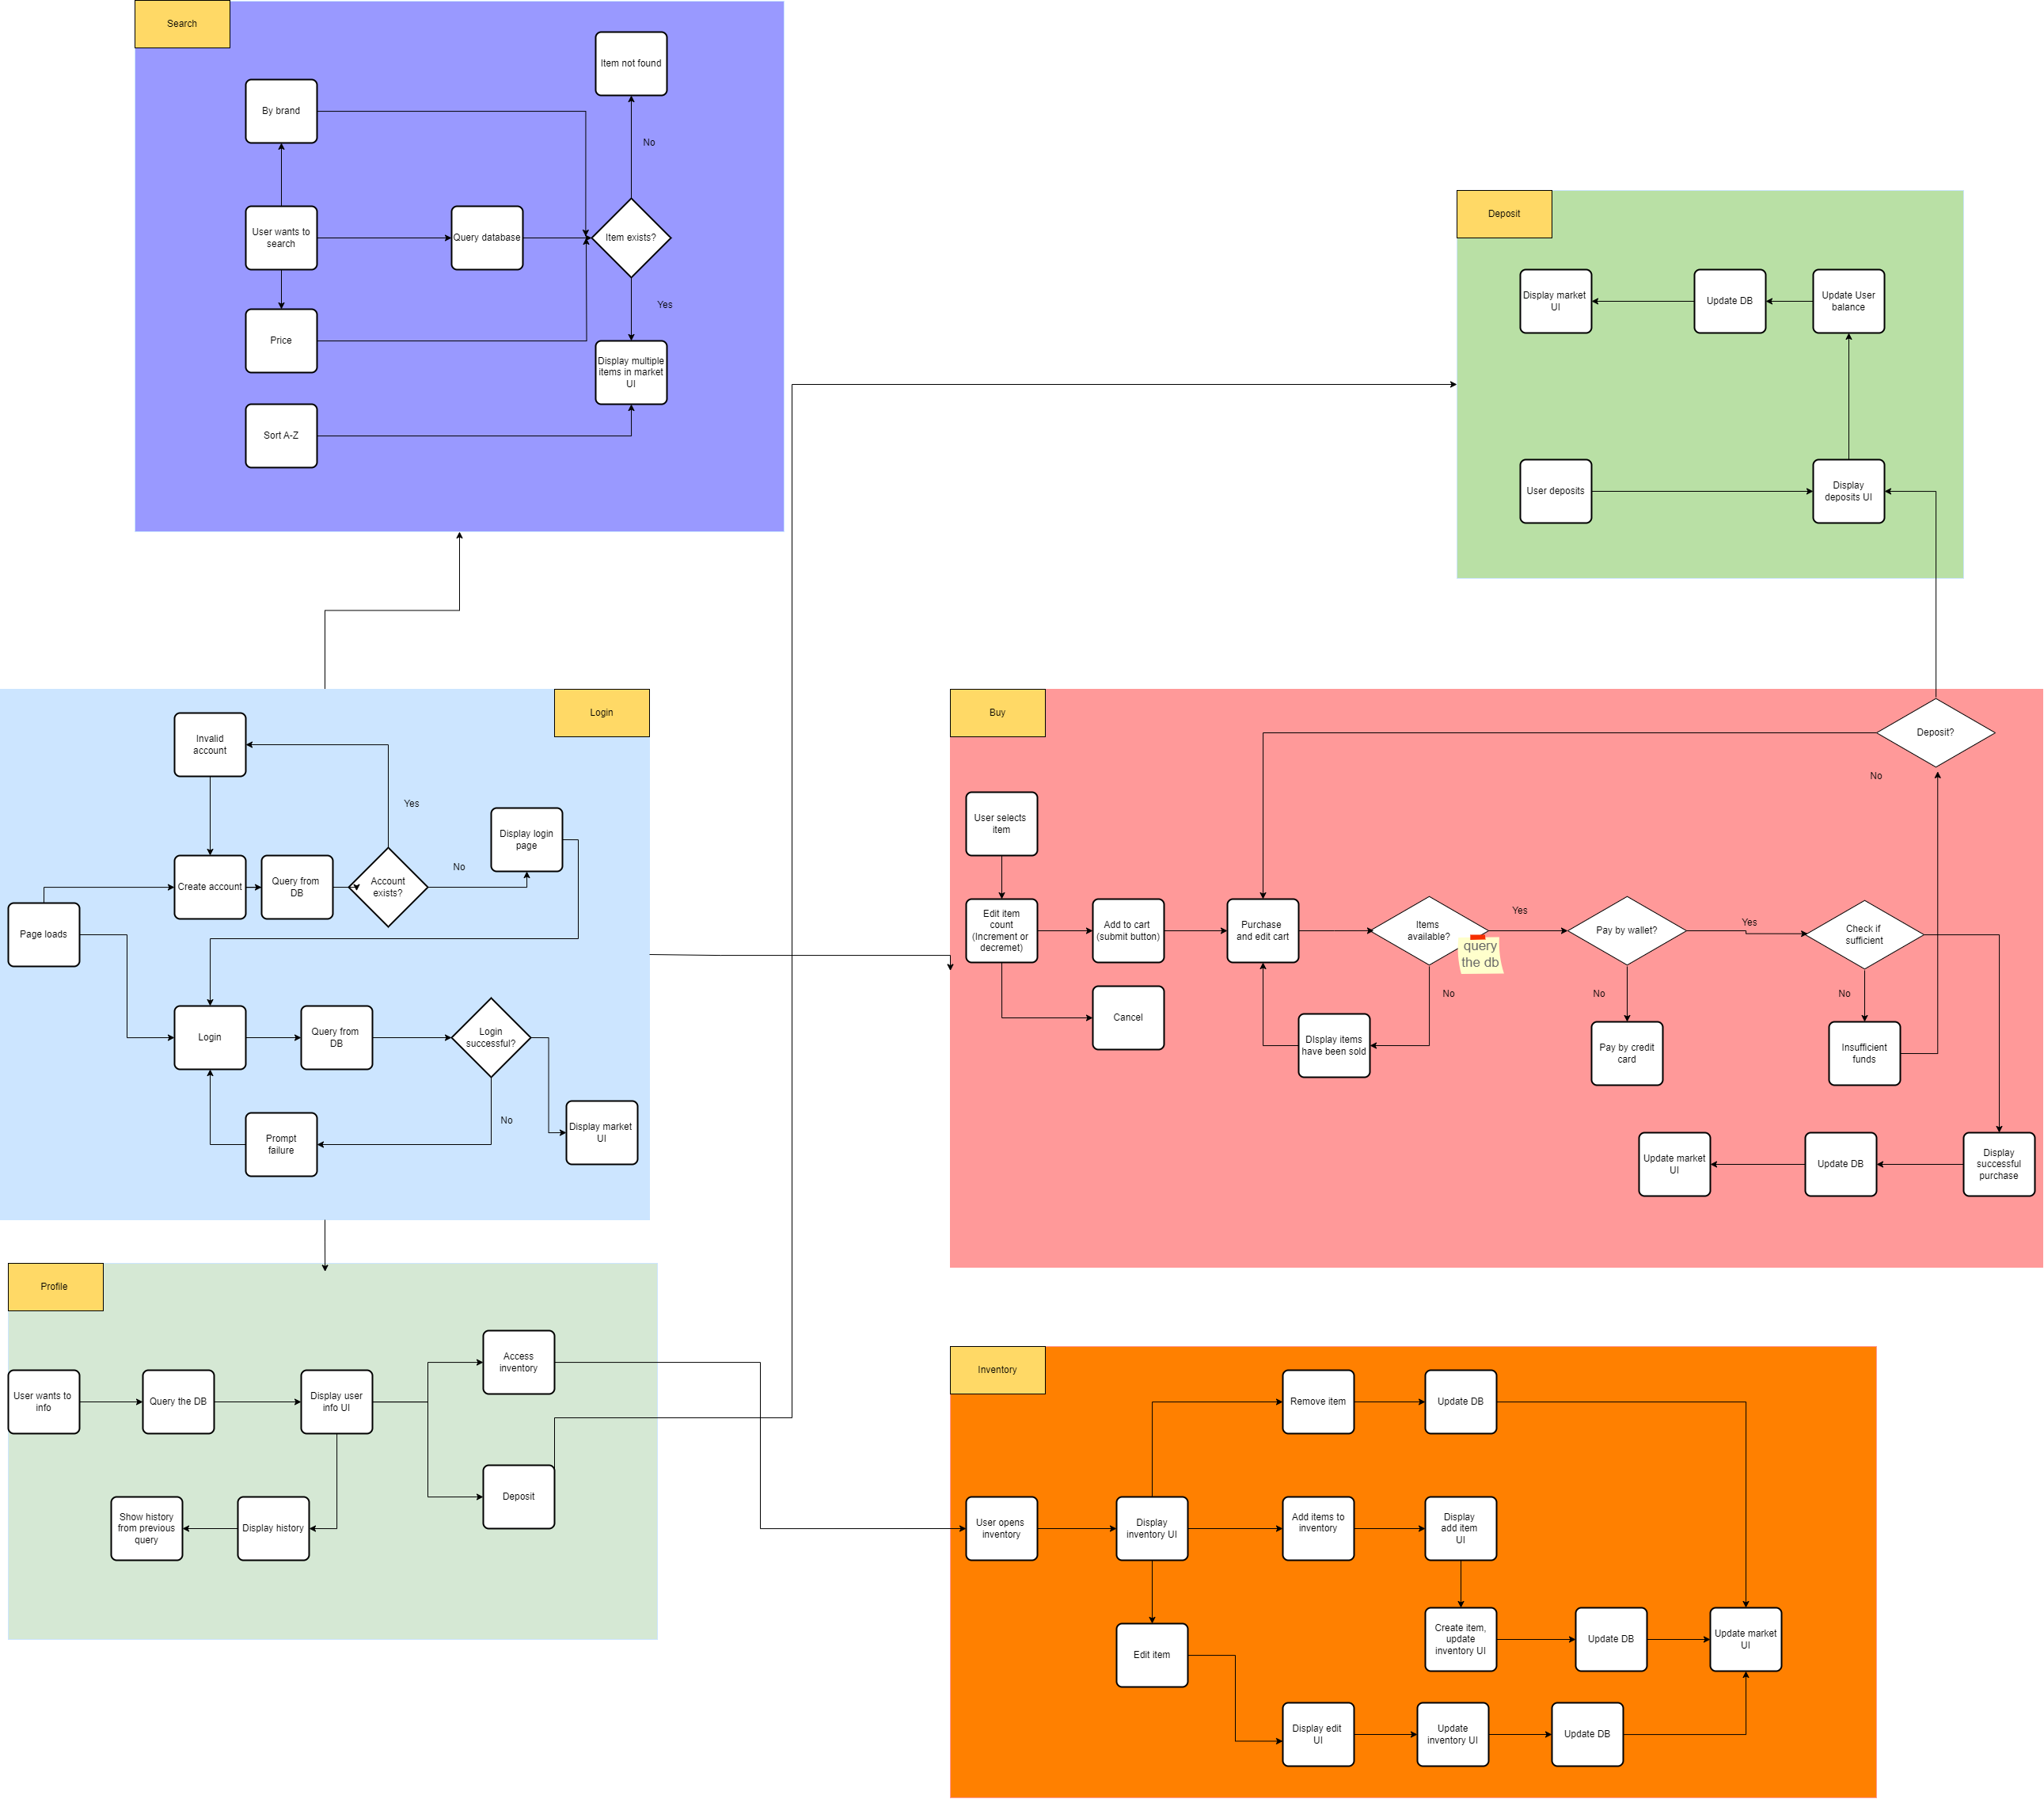 Search
Item not found
By brand
No
User wants to
search
Query database
Item exists?
Yes
Price
Display multiple
items in market
UI
Sort A-Z
Deposit
Display market
UI
Update DB
Update User
balance
User deposits
Display
deposits UI
Login
Invalid
account
Yes
Display login
page
No
Create account
Query from
DB
Account
exists?
Page loads
Login
Query from
DB
Login
successful?
No
Prompt
failure
Display market
UI
Buy
Deposit?
No
User selects
item
Edit item
count
(Increment or
decremet)
Add to cart
(submit button)
Purchase
and edit cart
Items
available?
Yes
query
the db
Pay by wallet?
Yes
Check if
sufficient
No
No
No
Cancel
DIsplay items
have been sold
Pay by credit
card
Insufficient
funds
Update market
UI
Update DB
Display
successful
purchase
Profile
Access
inventory
User wants to
info
Query the DB
Display user
info UI
Deposit
Show history
from previous
query
Display history
Inventory
Remove item
Update DB
User opens
inventory
Display
inventory UI
Add items to
inventory
Display
add item
UI
Edit item
Create item,
update
inventory UI
Update DB
Update market
UI
Display edit
UI
Update
inventory UI
Update DB